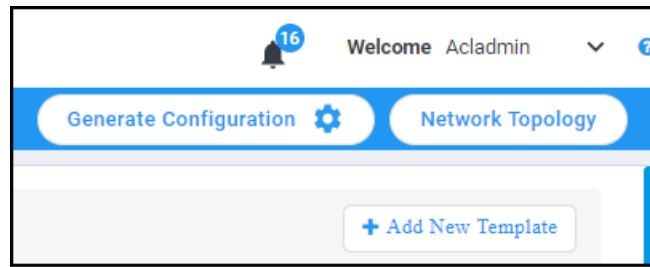 16
Welcome Acladmin
?
Generate Configuration
Network Topology
+ Add New Template